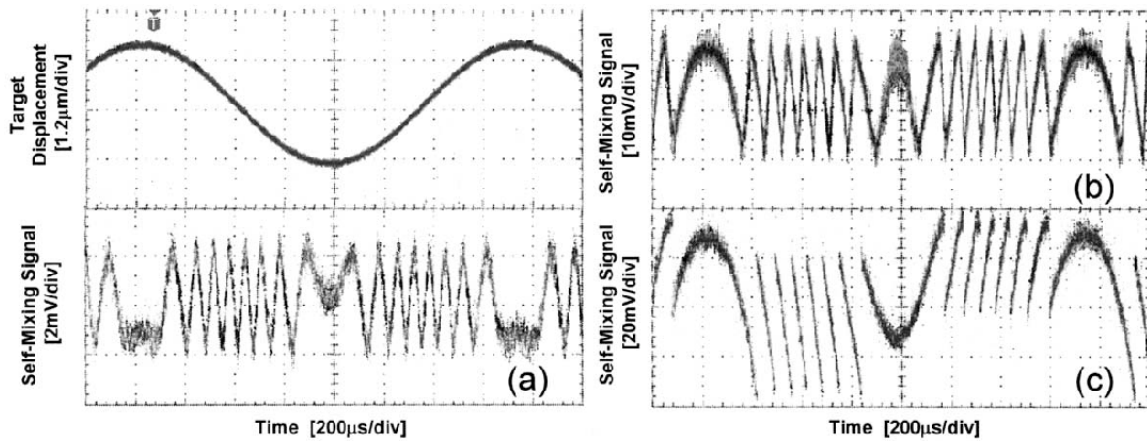 Target
Displacement
[1.2μm/div]
Self-Mixing Signal
[2mV/div]
(a)
Time [200μs/div]
Self-Mixing Signal
[10mV/div]
(b)
Self-Mixing Signal
[20mV/div]
(c)
Time [200μs/div]